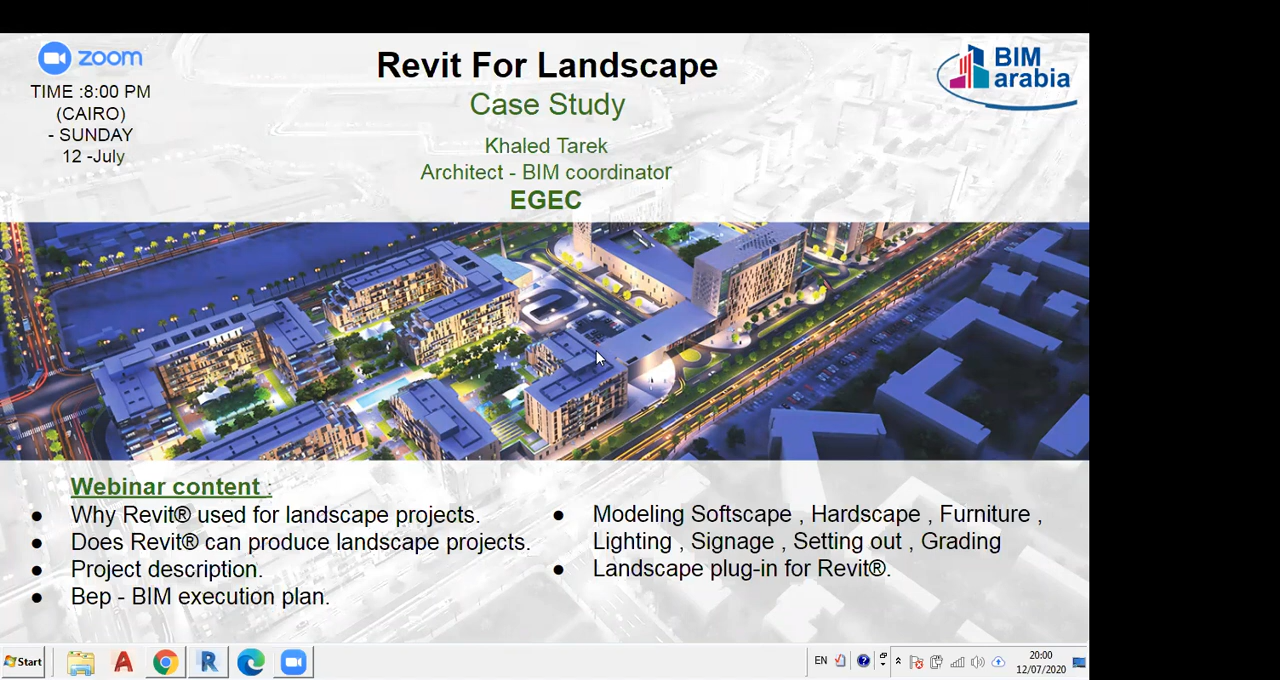 zoom
TIME :8:00 PM
(CAIRO)
- SUNDAY
12 -July
Revit For Landscape
Case Study
Khaled Tarek
Architect - BIM coordinator
EGEC
BIM
arabia
Webinar content :
● Why Revit® used for landscape projects.
● Does Revit® can produce landscape projects.
● Project description.
● Bep - BIM execution plan.
● Modeling Softscape , Hardscape , Furniture ,
Lighting , Signage , Setting out , Grading
● Landscape plug-in for Revit®.
Start
EN
20:00
12/07/2020